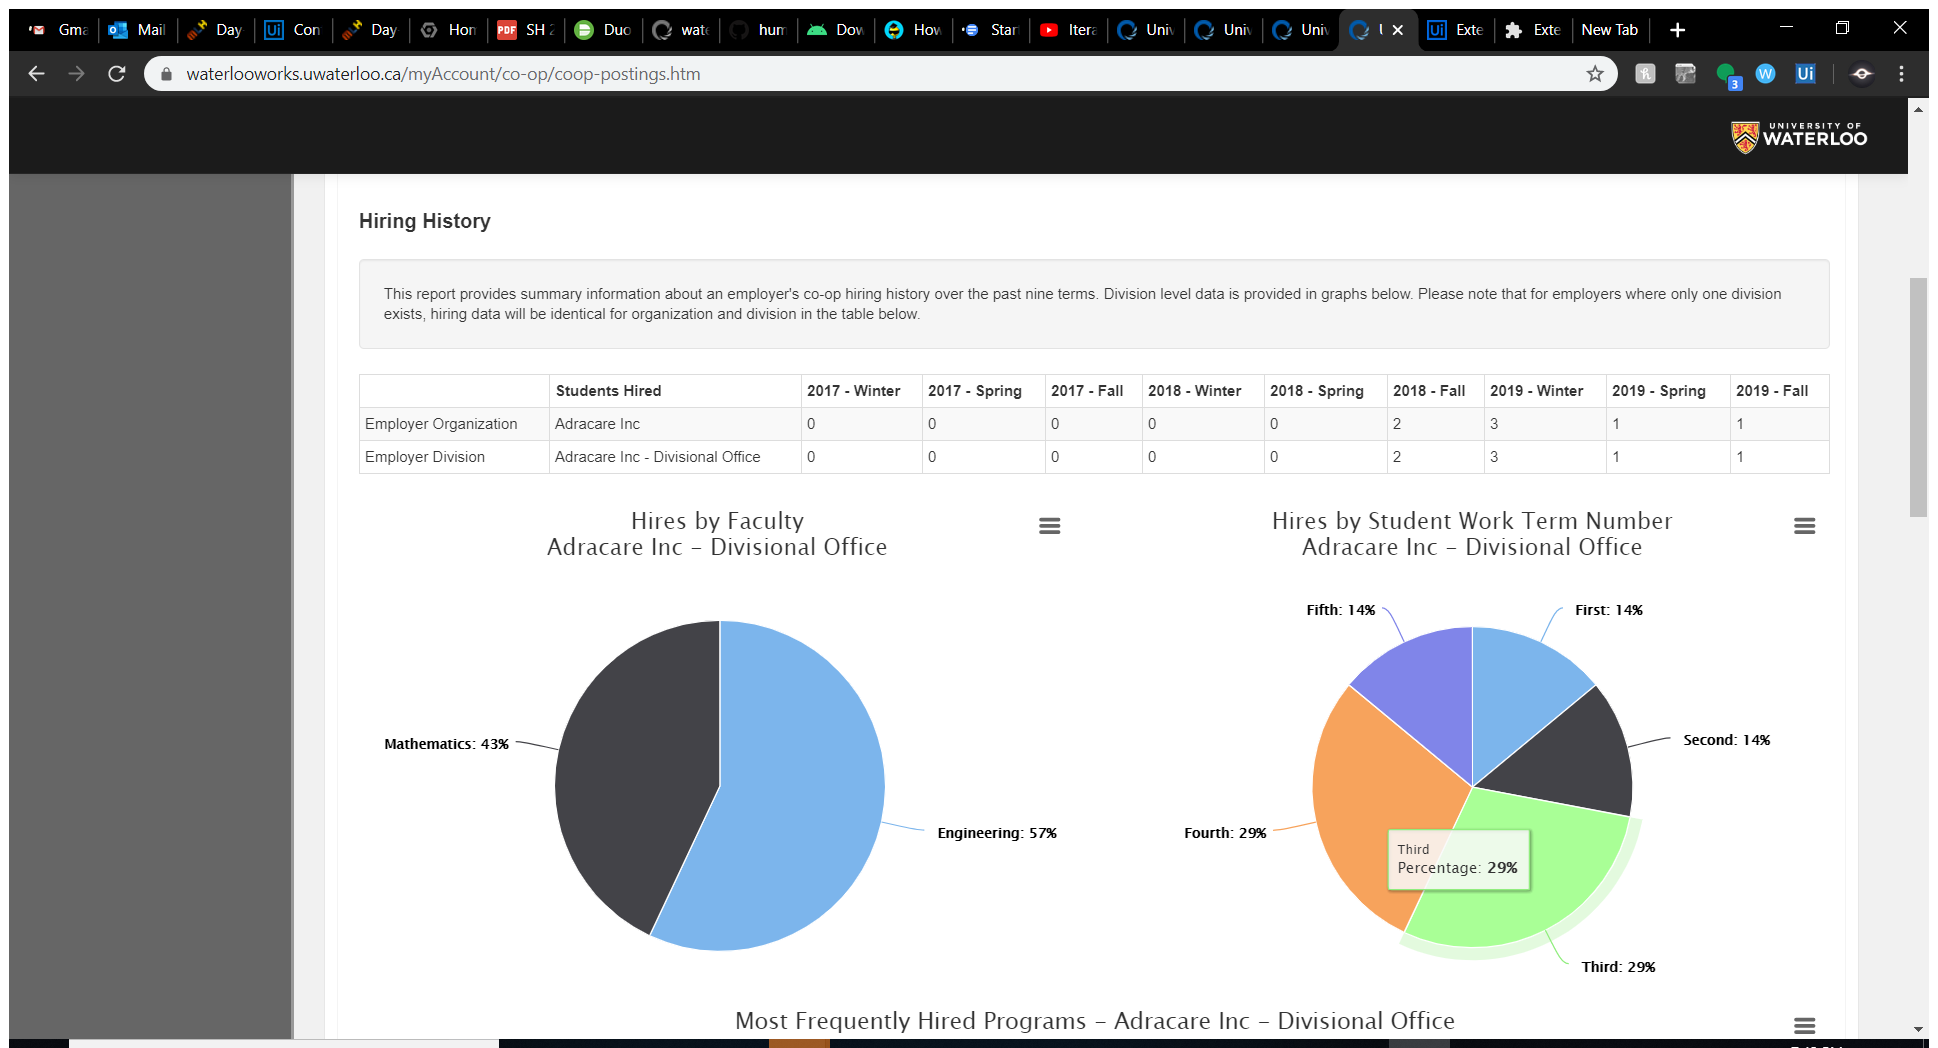 Gma
Mail
Day
Con
Day
Hon
PDF SH 2
Duo
wate
hum
Dow
How
Star
Itera
Univ
Univ
Univ
Exte
Exte
New Tab
waterlooworks.uwaterloo.ca/myAccount/co-op/coop-postings.htm
3
W
Ui
UNIVERSITY OF
WATERLOO
Hiring History
This report provides summary information about an employer's co-op hiring history over the past nine terms. Division level data is provided in graphs below. Please note that for employers where only one division
exists, hiring data will be identical for organization and division in the table below.
Students Hired 2017 - Winter 2017 - Spring 2017 - Fall 2018 - Winter 2018 - Spring 2018 - Fall 2019 - Winter 2019 - Spring 2019 - Fall
Employer Organization Adracare Inc 0 0 0 0 0 2 3 1 1
Employer Division Adracare Inc - Divisional Office 0 0 0 0 0 2 3 1 1
Hires by Faculty
Adracare Inc – Divisional Office
Mathematics: 43%
Engineering: 57%
Hires by Student Work Term Number
Adracare Inc – Divisional Office
Fifth: 14%
First: 14%
Second: 14%
Fourth: 29%
Third
Percentage: 29%
Third: 29%
Most Frequently Hired Programs – Adracare Inc – Divisional Office